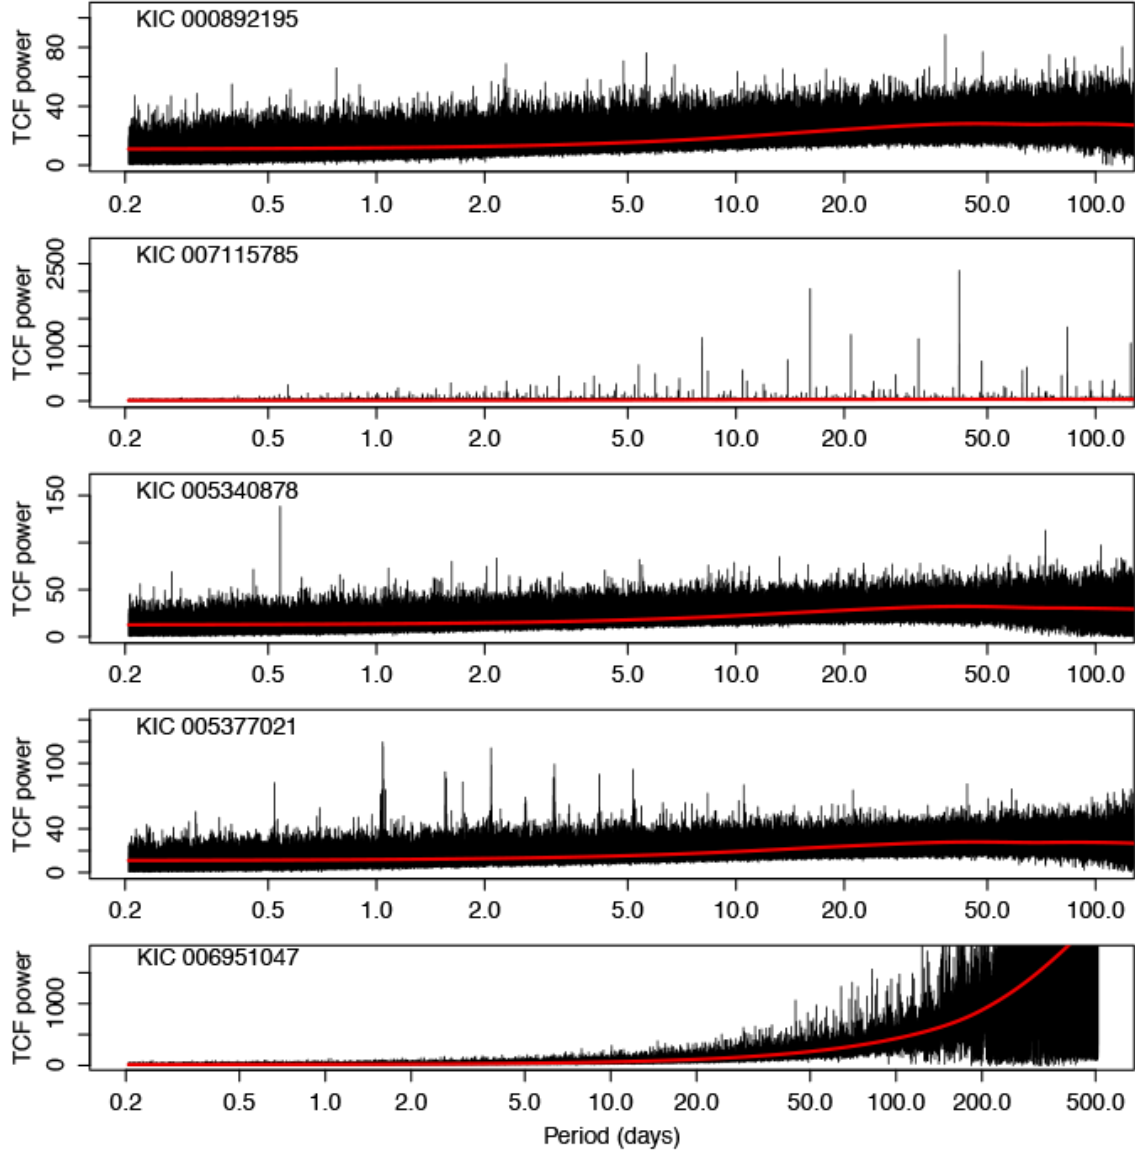 KIC 000892195
TCF power
0 40 80
0.2 0.5 1.0 2.0 5.0 10.0 20.0 50.0 100.0
KIC 007115785
TCF power
0 1000 2500
0.2 0.5 1.0 2.0 5.0 10.0 20.0 50.0 100.0
KIC 005340878
TCF power
0 50 150
0.2 0.5 1.0 2.0 5.0 10.0 20.0 50.0 100.0
KIC 005377021
TCF power
0 40 100
0.2 0.5 1.0 2.0 5.0 10.0 20.0 50.0 100.0
KIC 006951047
TCF power
0 1000
0.2 0.5 1.0 2.0 5.0 10.0 20.0 50.0 100.0 200.0 500.0
Period (days)